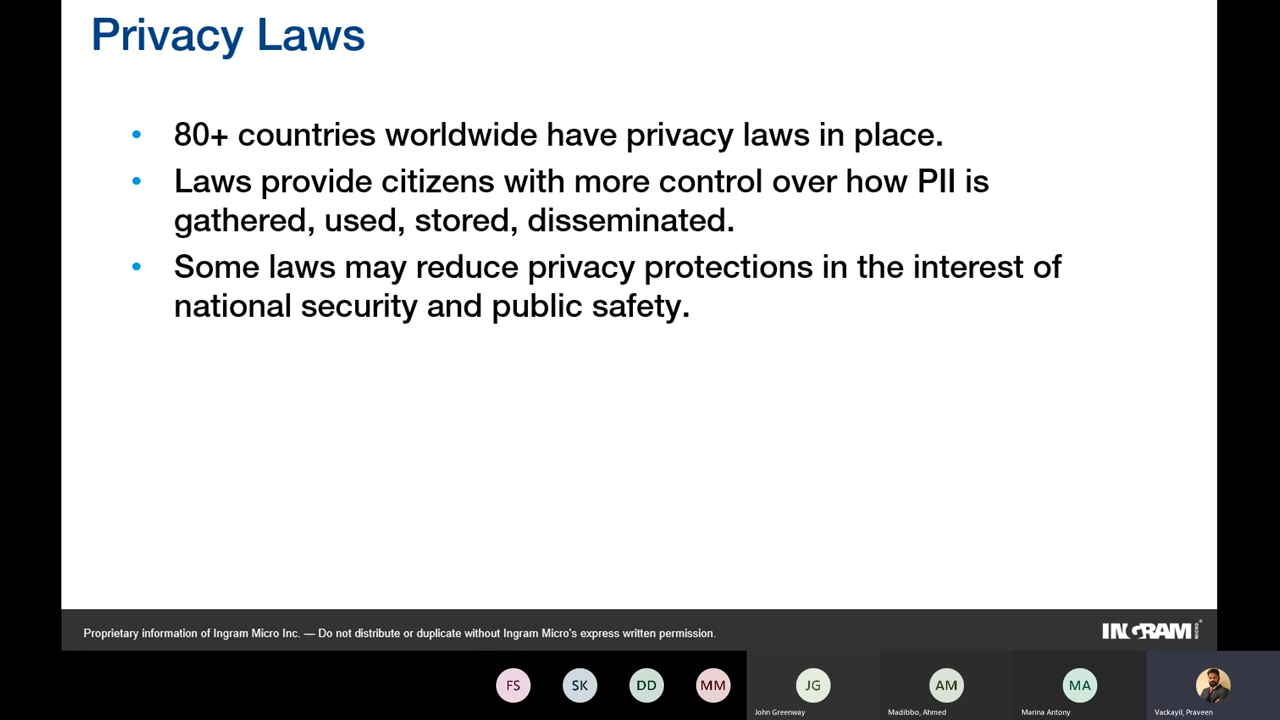 Privacy Laws
• 80+ countries worldwide have privacy laws in place.
• Laws provide citizens with more control over how PII is
gathered, used, stored, disseminated.
• Some laws may reduce privacy protections in the interest of
national security and public safety.
Proprietary information of Ingram Micro Inc. — Do not distribute or duplicate without Ingram Micro's express written permission.
INGRAM MICRO®
FS SK DD MM JG AM MA
John Greenway Madibbo, Ahmed Marina Antony Vackayil, Praveen